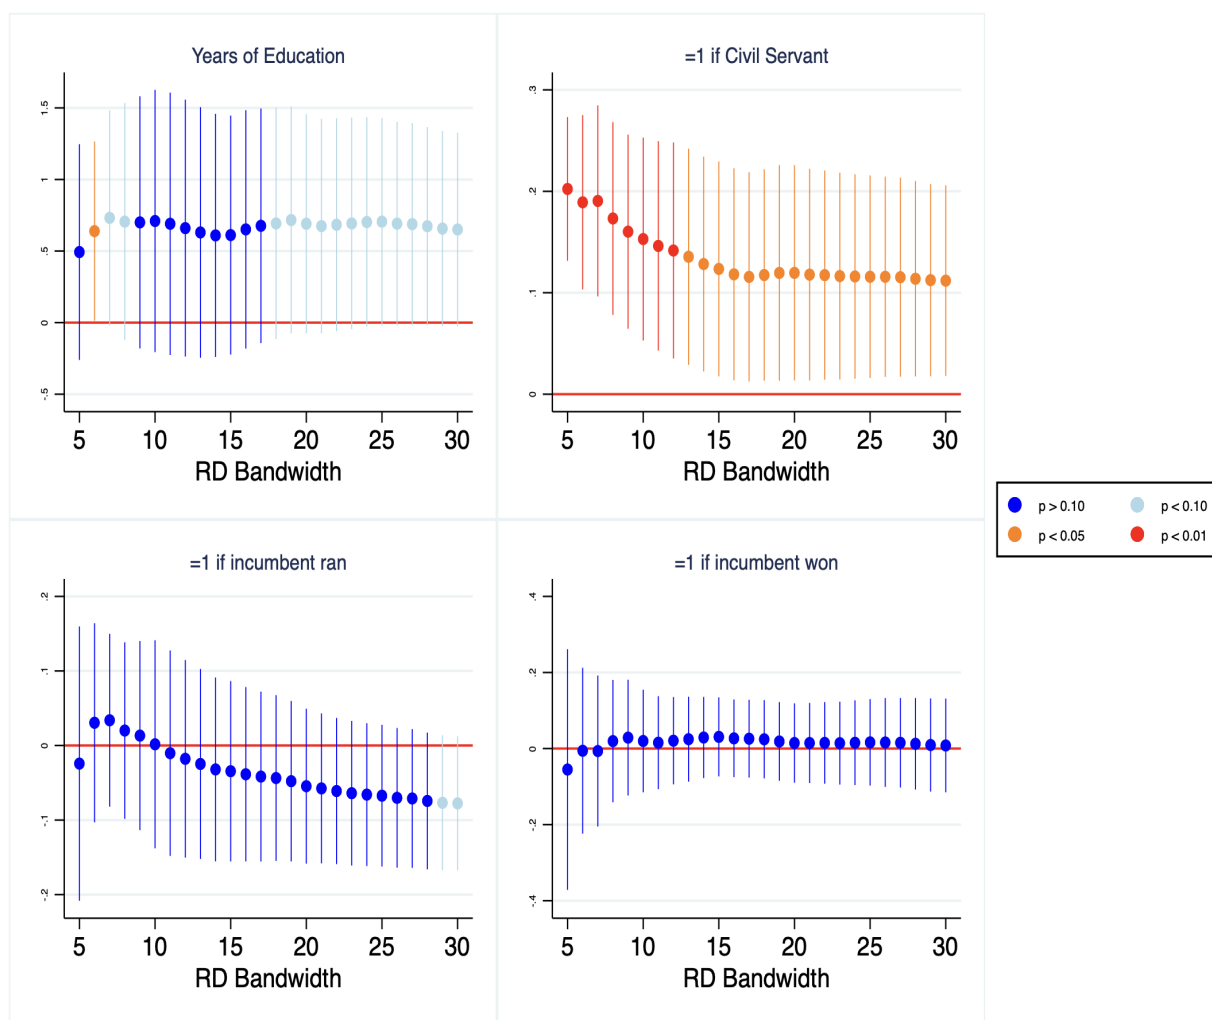 Years of Education
1.5
1
.5
0
-.5
5 10 15 20 25 30
RD Bandwidth
=1 if Civil Servant
.3
.2
.1
0
5 10 15 20 25 30
RD Bandwidth
p > 0.10 p < 0.10
p < 0.05 p < 0.01
=1 if incumbent ran
.2
.1
0
-.1
-.2
5 10 15 20 25 30
RD Bandwidth
=1 if incumbent won
.4
.2
0
-.2
-.4
5 10 15 20 25 30
RD Bandwidth